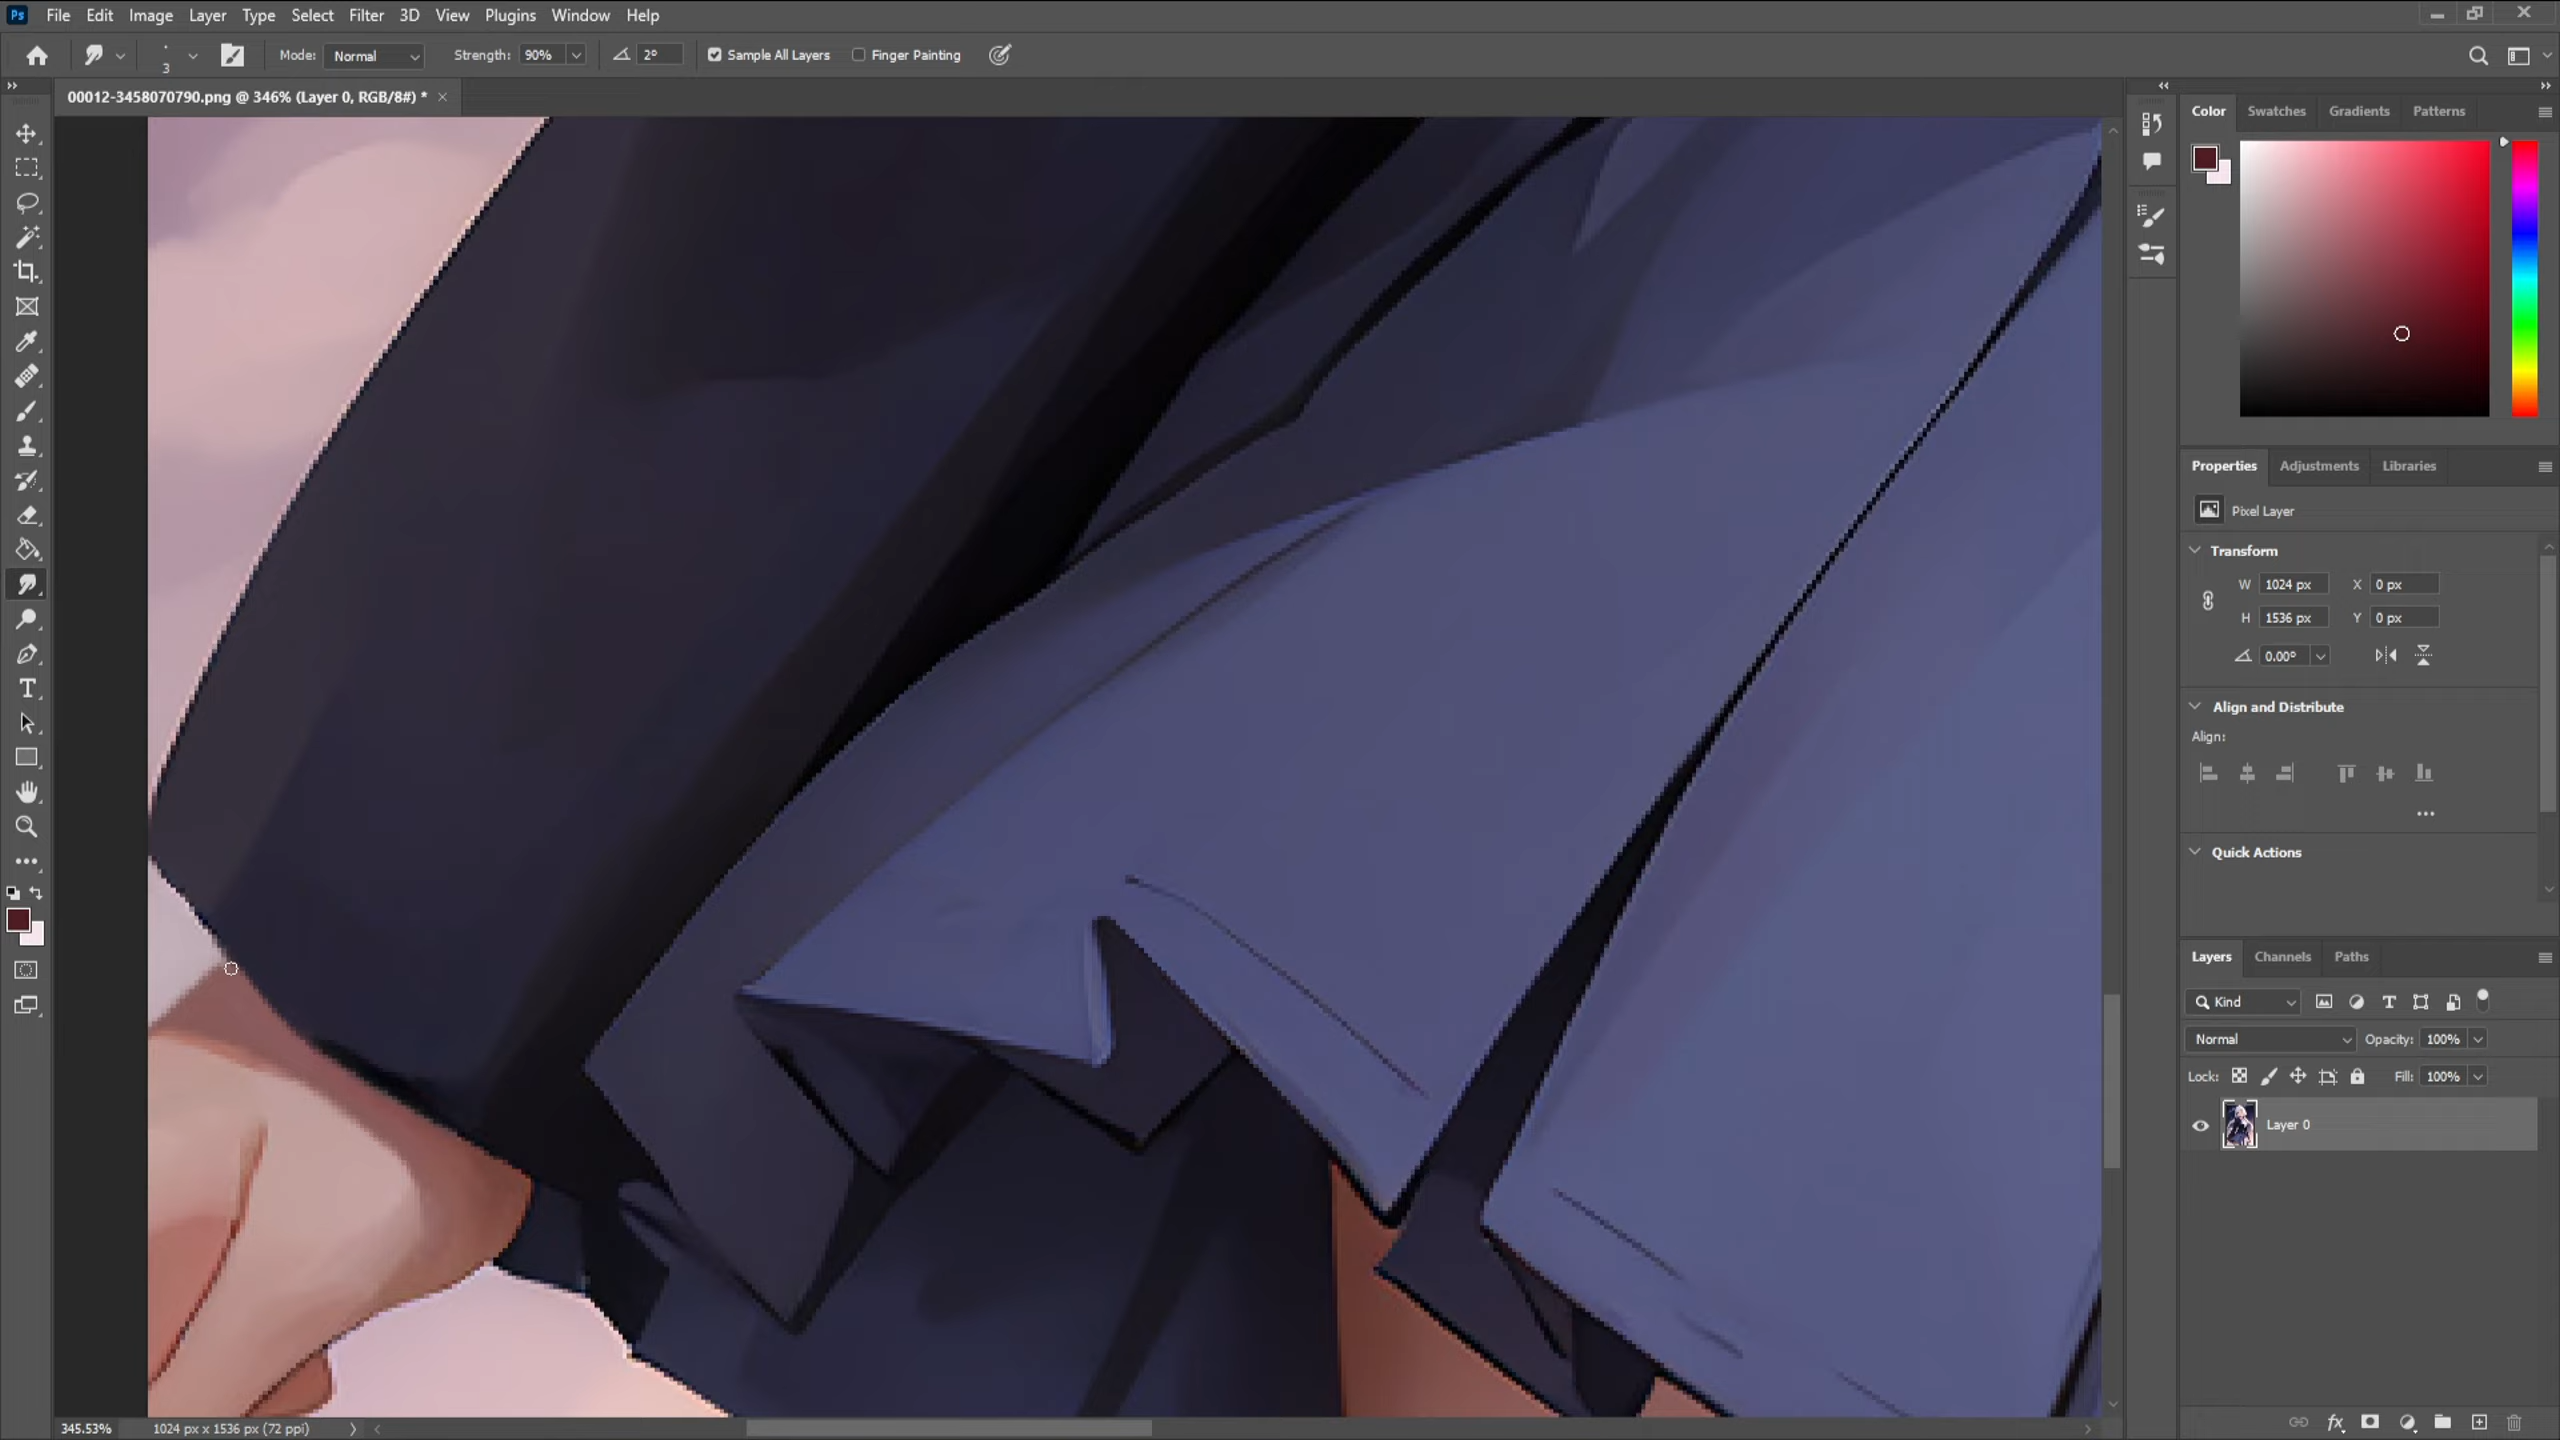 Ps File Edit Image Layer Type Select Filter 3D View Plugins Window Help
3 Mode: Normal Strength: 90% 2° Sample All Layers Finger Painting
00012-3458070790.png @ 346% (Layer 0, RGB/8#) *
Color Swatches Gradients Patterns
Properties Adjustments Libraries
Pixel Layer
Transform
W 1024 px X 0 px
H 1536 px Y 0 px
0.00°
Align and Distribute
Align:
Quick Actions
Layers Channels Paths
Kind
Normal Opacity: 100%
Lock: Fill: 100%
Layer 0
345.53% 1024 px x 1536 px (72 ppi)